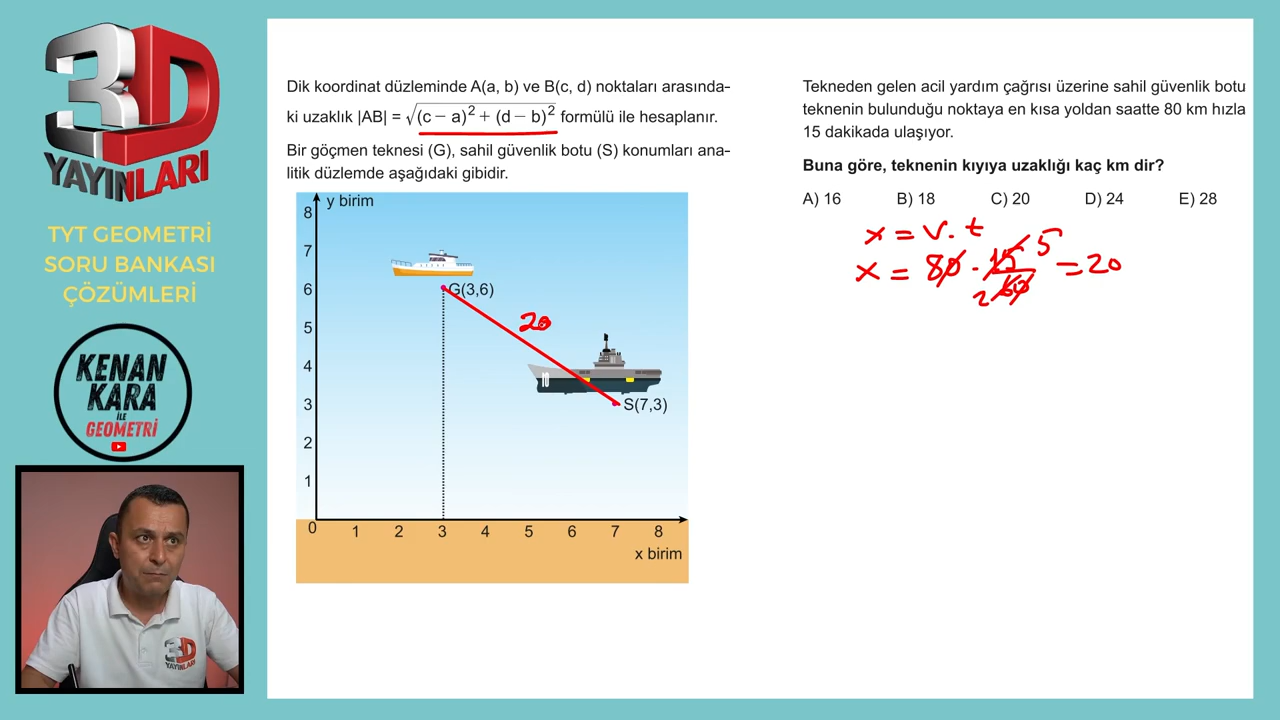 3D
YAYINLARI
TYT GEOMETRİ
SORU BANKASI
ÇÖZÜMLERİ
KENAN
KARA
İLE
GEOMETRİ
3D
YAYINLARI
Dik koordinat düzleminde A(a, b) ve B(c, d) noktaları arasında-
ki uzaklık |AB| = √(c − a)² + (d − b)² formülü ile hesaplanır.
Bir göçmen teknesi (G), sahil güvenlik botu (S) konumları ana-
litik düzlemde aşağıdaki gibidir.
y birim
8
7
6
5
4
3
2
1
0
G(3,6)
20
10
S(7,3)
1 2 3 4 5 6 7 8
x birim
Tekneden gelen acil yardım çağrısı üzerine sahil güvenlik botu
teknenin bulunduğu noktaya en kısa yoldan saatte 80 km hızla
15 dakikada ulaşıyor.
Buna göre, teknenin kıyıya uzaklığı kaç km dir?
A) 16 B) 18 C) 20 D) 24 E) 28
x = v. t
x = 80 · 15/60 = 20
5
2